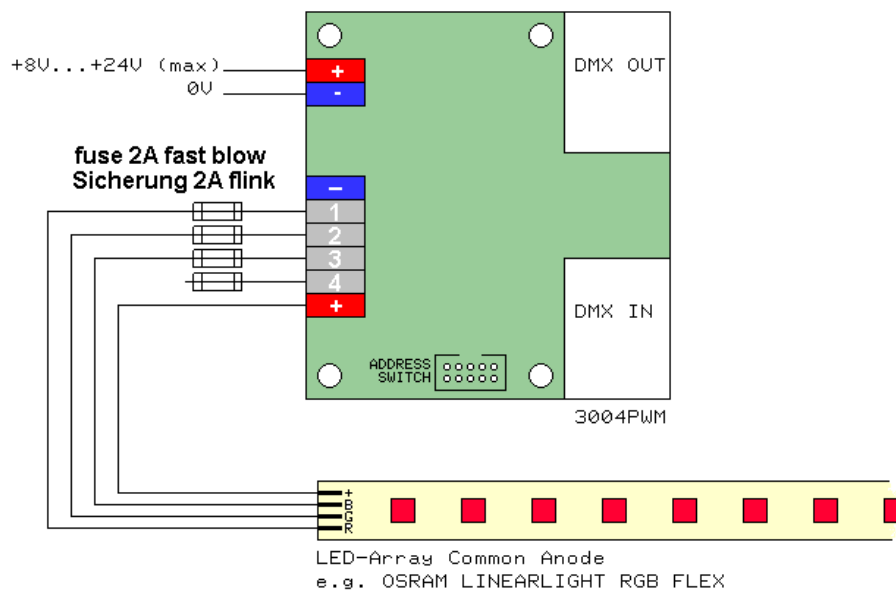 +8V...+24V (max)
0V
+
-
DMX OUT
fuse 2A fast blow
Sicherung 2A flink
–
1
2
3
4
+
DMX IN
ADDRESS
SWITCH
3004PWM
+
B
G
R
LED-Array Common Anode
e.g. OSRAM LINEARLIGHT RGB FLEX